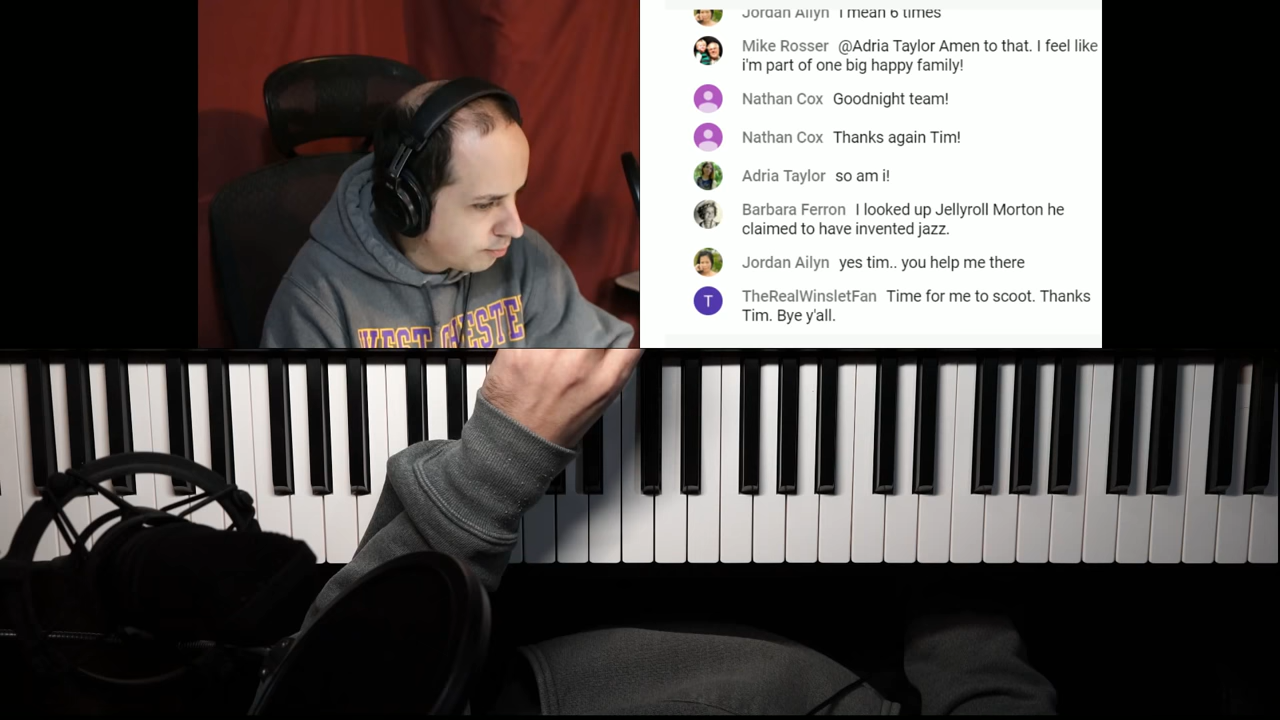 Jordan Ailyn I mean 6 times
Mike Rosser @Adria Taylor Amen to that. I feel like
i'm part of one big happy family!
Nathan Cox Goodnight team!
Nathan Cox Thanks again Tim!
Adria Taylor so am i!
Barbara Ferron I looked up Jellyroll Morton he
claimed to have invented jazz.
Jordan Ailyn yes tim.. you help me there
T TheRealWinsletFan Time for me to scoot. Thanks
Tim. Bye y'all.
WEST CHESTE